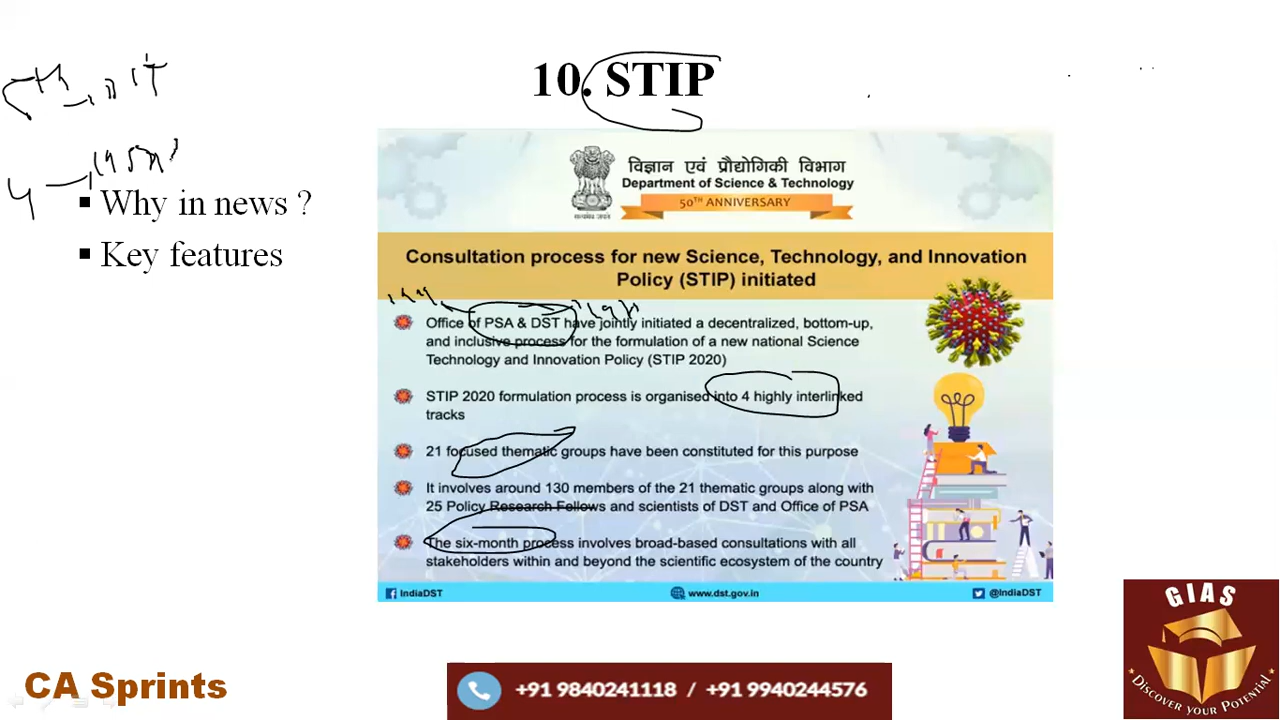 10. STIP
▪ Why in news ?
▪ Key features
विज्ञान एवं प्रौद्योगिकी विभाग
Department of Science & Technology
सत्यमेव जयते
50TH ANNIVERSARY
Consultation process for new Science, Technology, and Innovation
Policy (STIP) initiated
Office of PSA & DST have jointly initiated a decentralized, bottom-up,
and inclusive process for the formulation of a new national Science
Technology and Innovation Policy (STIP 2020)
STIP 2020 formulation process is organised into 4 highly interlinked
tracks
21 focused thematic groups have been constituted for this purpose
It involves around 130 members of the 21 thematic groups along with
25 Policy Research Fellows and scientists of DST and Office of PSA
The six-month process involves broad-based consultations with all
stakeholders within and beyond the scientific ecosystem of the country
IndiaDST
www.dst.gov.in
@IndiaDST
GIAS
Discover your Potential
CA Sprints
+91 9840241118 / +91 9940244576